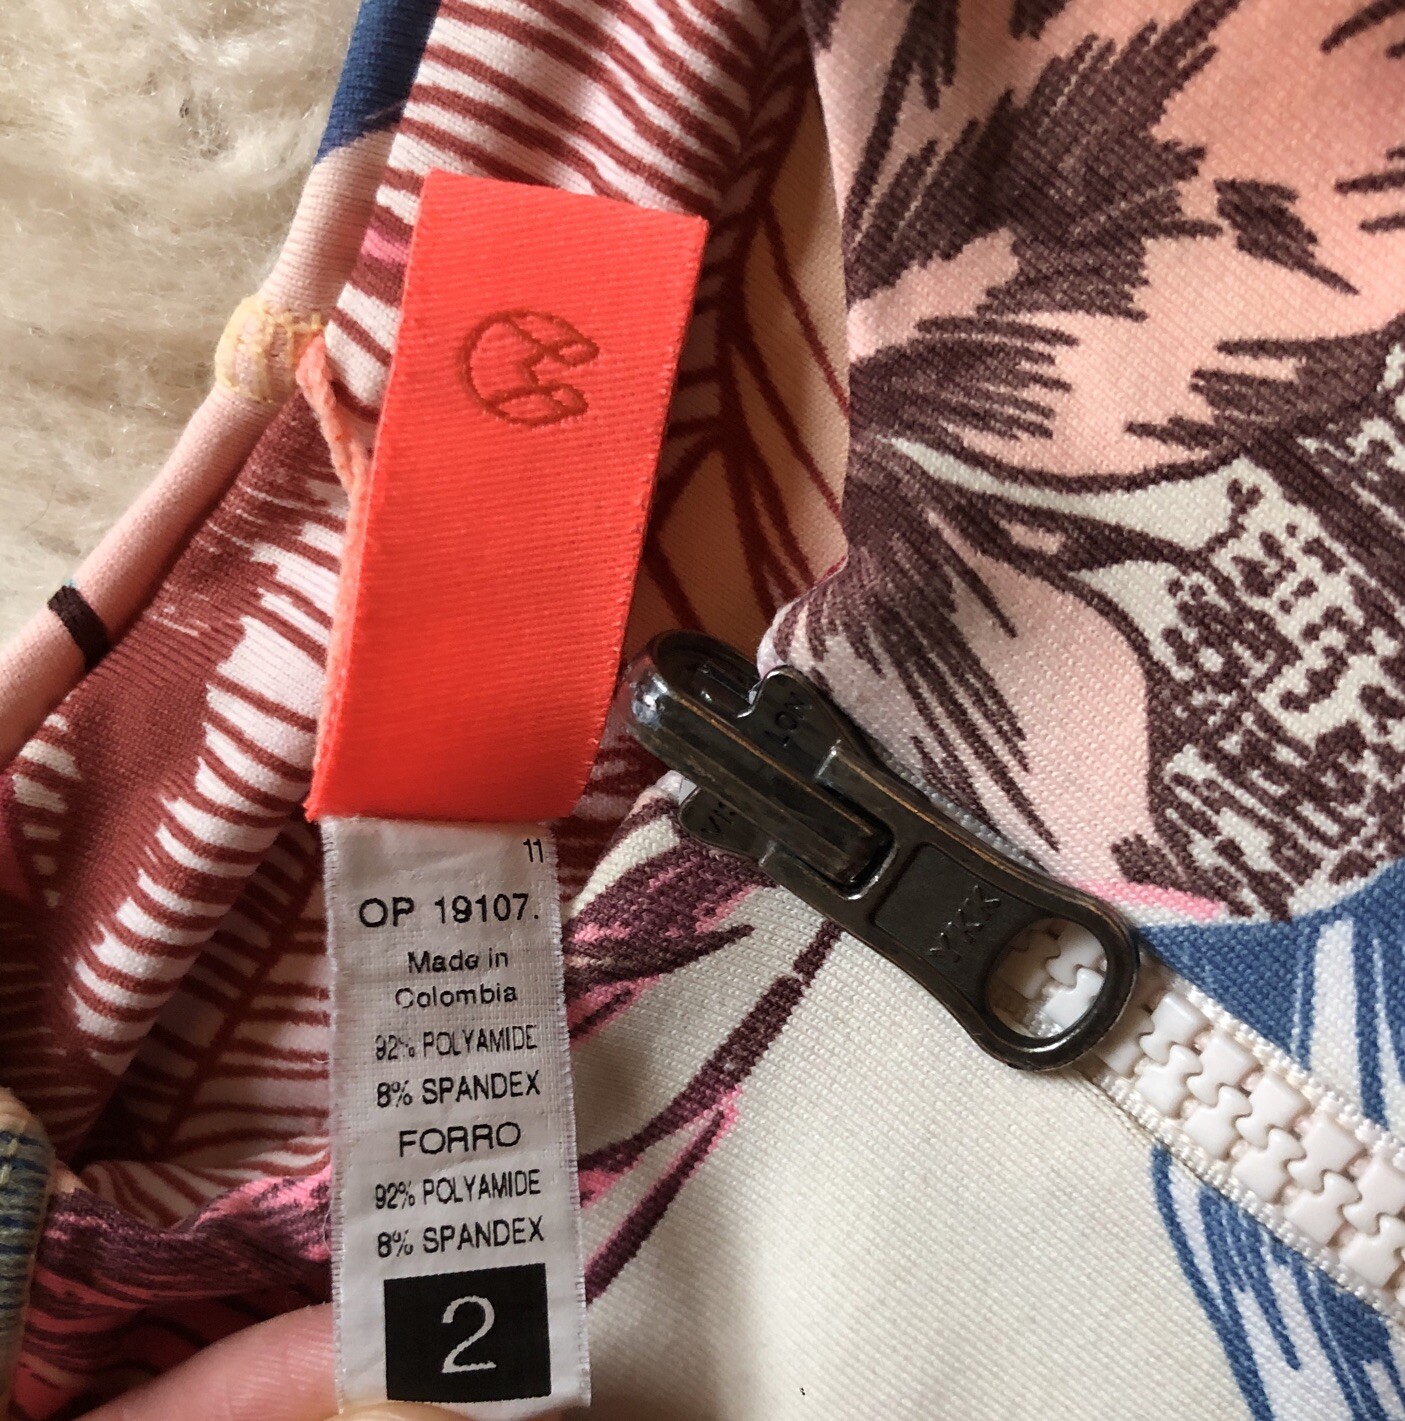 11
OP 19107.
Made in
Colombia
92% POLYAMIDE
8% SPANDEX
FORRO
92% POLYAMIDE
8% SPANDEX
2
YKK